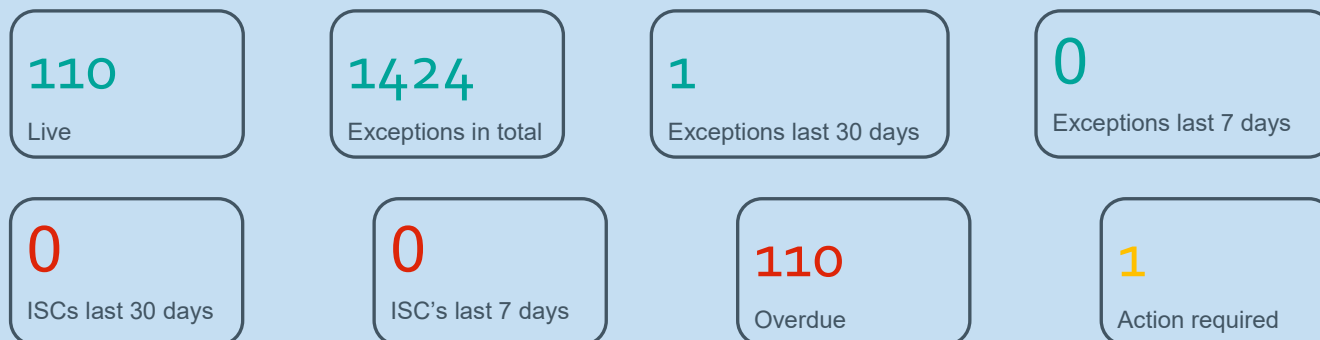 110
Live
1424
Exceptions in total
1
Exceptions last 30 days
0
Exceptions last 7 days
0
ISCs last 30 days
0
ISC’s last 7 days
110
Overdue
1
Action required